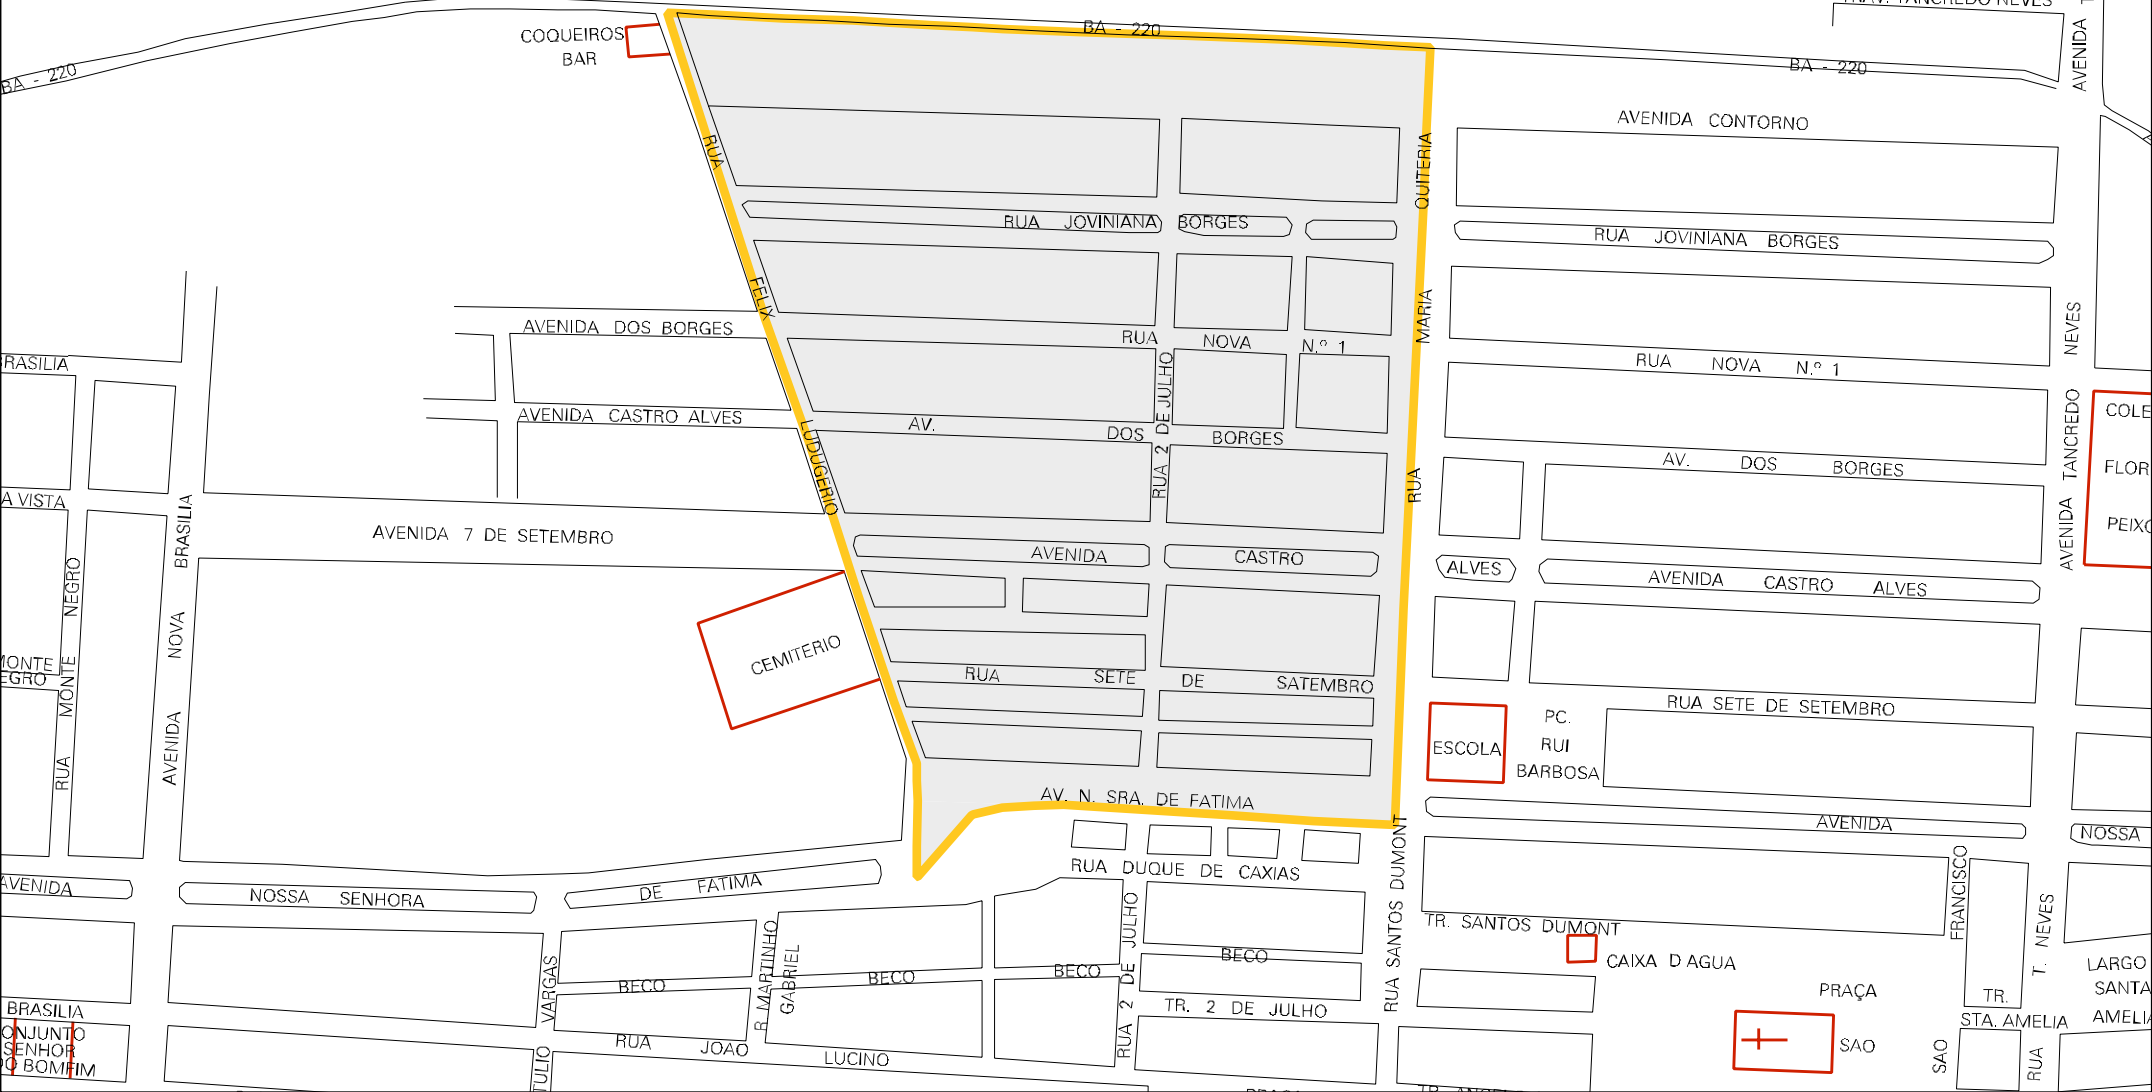 TRAV. TANCREDO NEVES
AVENIDA
BA - 220
COQUEIROS
BAR
BA - 220
BA - 220
AVENIDA CONTORNO
RUA FELIX LUDUGERIO
RUA MARIA QUITERIA
RUA JOVINIANA BORGES
RUA JOVINIANA BORGES
AVENIDA DOS BORGES
RUA NOVA N.º 1
RUA NOVA N.º 1
BRASILIA
AVENIDA CASTRO ALVES
AV. DOS BORGES
AV. DOS BORGES
RUA 2 DE JULHO
AVENIDA TANCREDO NEVES
COLE
FLOR
PEIXO
A VISTA
AVENIDA 7 DE SETEMBRO
AVENIDA CASTRO ALVES
AVENIDA CASTRO ALVES
AVENIDA NOVA BRASILIA
RUA MONTE NEGRO
MONTE
EGRO
CEMITERIO
RUA SETE DE SATEMBRO
RUA SETE DE SETEMBRO
ESCOLA
PC.
RUI
BARBOSA
AV. N. SRA. DE FATIMA
AVENIDA
NOSSA
AVENIDA
NOSSA SENHORA
DE FATIMA
RUA DUQUE DE CAXIAS
RUA SANTOS DUMONT
TR. SANTOS DUMONT
CAIXA D AGUA
FRANCISCO
SAO
RUA T. NEVES
LARGO
SANTA
AMELIA
PRAÇA
SAO
TR.
STA. AMELIA
BECO
BECO
BECO
BECO
R MARTINHO
GABRIEL
TULIO VARGAS
RUA 2 DE JULHO
TR. 2 DE JULHO
RUA JOAO LUCINO
BRASILIA
ONJUNTO
SENHOR
DO BOMFIM